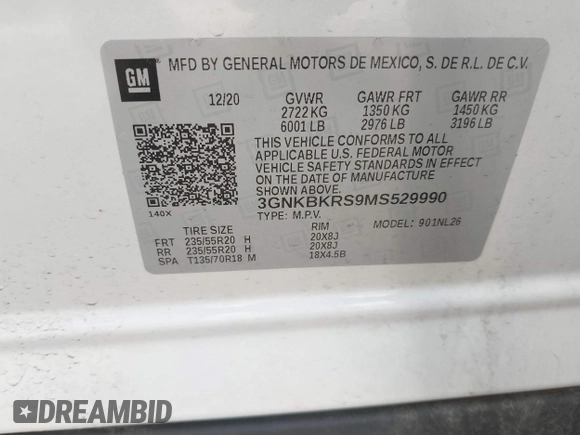 GM
MFD BY GENERAL MOTORS DE MEXICO, S. DE R.L. DE C.V.
12/20 GVWR GAWR FRT GAWR RR
2722 KG 1350 KG 1450 KG
6001 LB 2976 LB 3196 LB
THIS VEHICLE CONFORMS TO ALL
APPLICABLE U.S. FEDERAL MOTOR
VEHICLE SAFETY STANDARDS IN EFFECT
ON THE DATE OF MANUFACTURE
SHOWN ABOVE.
3GNKBKRS9MS529990
TYPE: M.P.V. MODEL: 901NL26
140X
TIRE SIZE RIM
FRT 235/55R20 H 20X8J
RR 235/55R20 H 20X8J
SPA T135/70R18 M 18X4.5B
DREAMBID